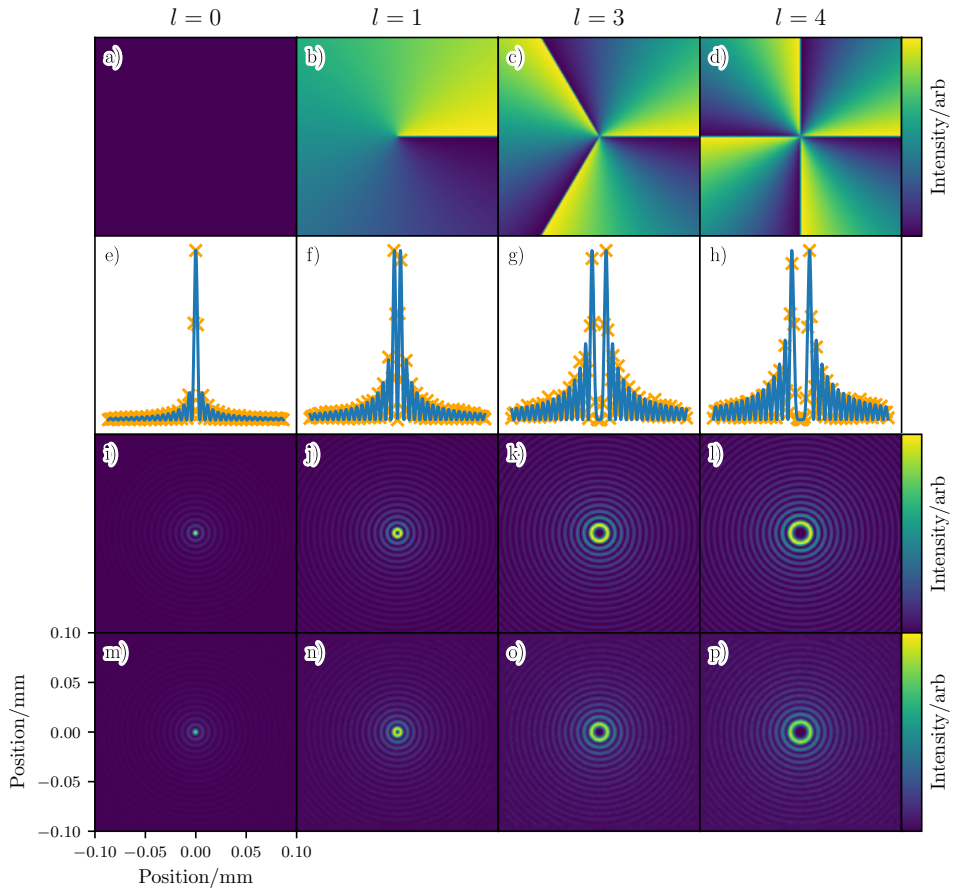 l = 0 l = 1 l = 3 l = 4
a) b) c) d)
Intensity/arb
e) f) g) h)
i) j) k) l)
Intensity/arb
m) n) o) p)
Intensity/arb
0.10
0.05
0.00
−0.05
−0.10
Position/mm
−0.10 −0.05 0.00 0.05 0.10
Position/mm